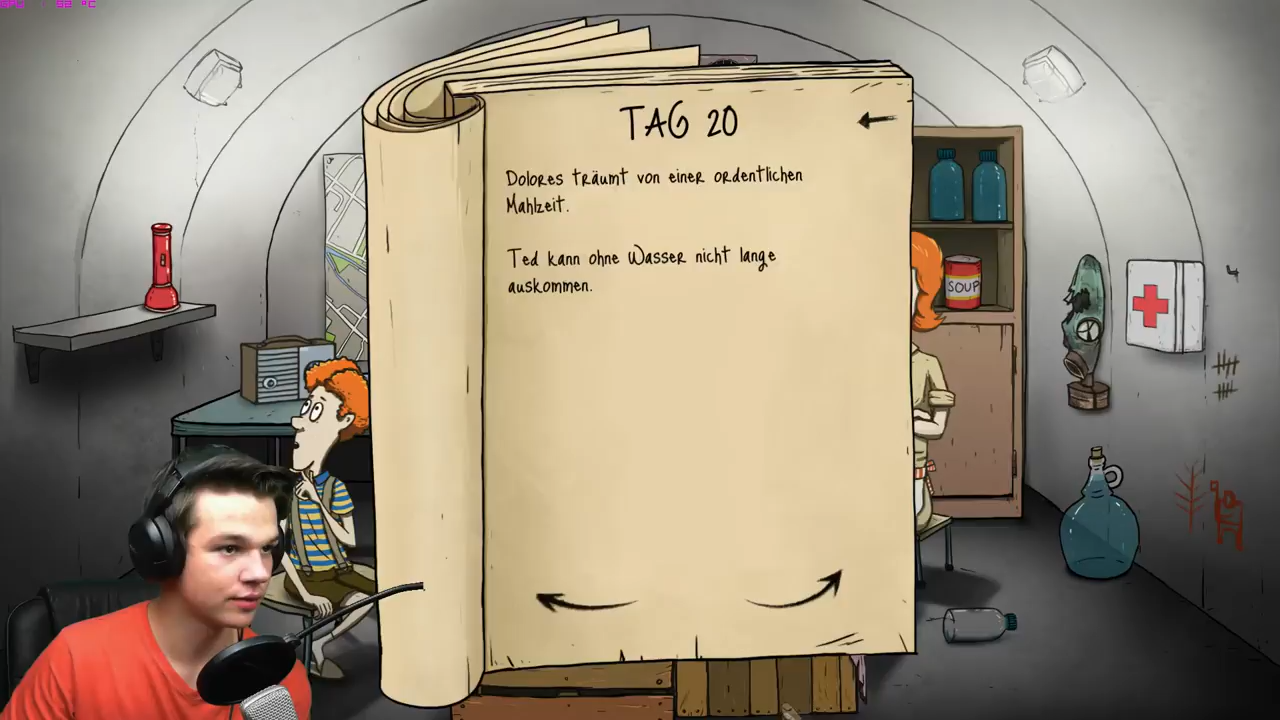 TAG 20
Dolores träumt von einer ordentlichen
Mahlzeit.
Ted kann ohne Wasser nicht lange
auskommen.
SOUP